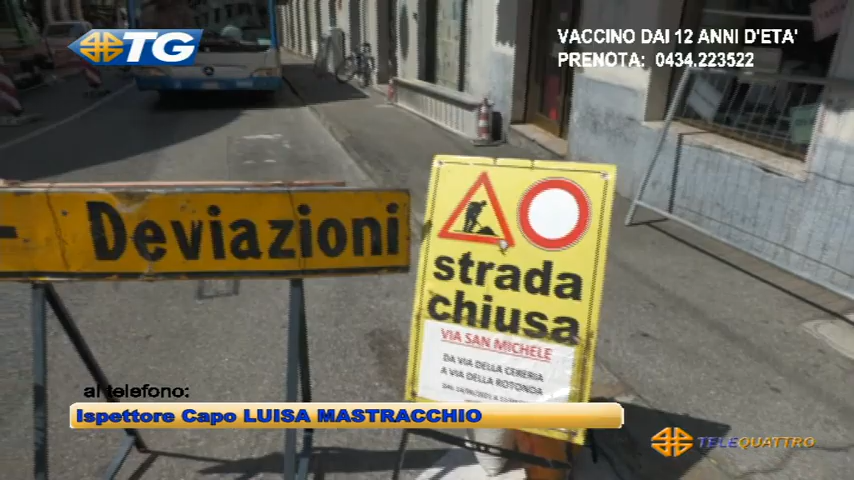 TG
VACCINO DAI 12 ANNI D'ETA'
PRENOTA: 0434.223522
- Deviazioni
strada
chiusa
VIA SAN MICHELE
DA VIA DELLA CEBERIA
A VIA DELLA ROTONDA
al telefono:
Ispettore Capo LUISA MASTRACCHIO
TELEQUATTRO